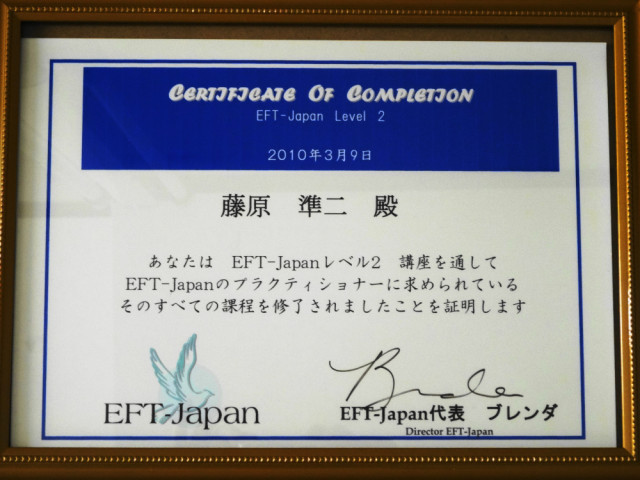 CERTIFICATE OF COMPLETION
EFT-Japan Level 2
2010年3月9日
藤原 準二 殿
あなたは EFT-Japanレベル2 講座を通して
EFT-Japanのプラクティショナーに求められている
そのすべての課程を修了されましたことを証明します
EFT-Japan
Brenda
EFT-Japan代表 ブレンダ
Director EFT-Japan